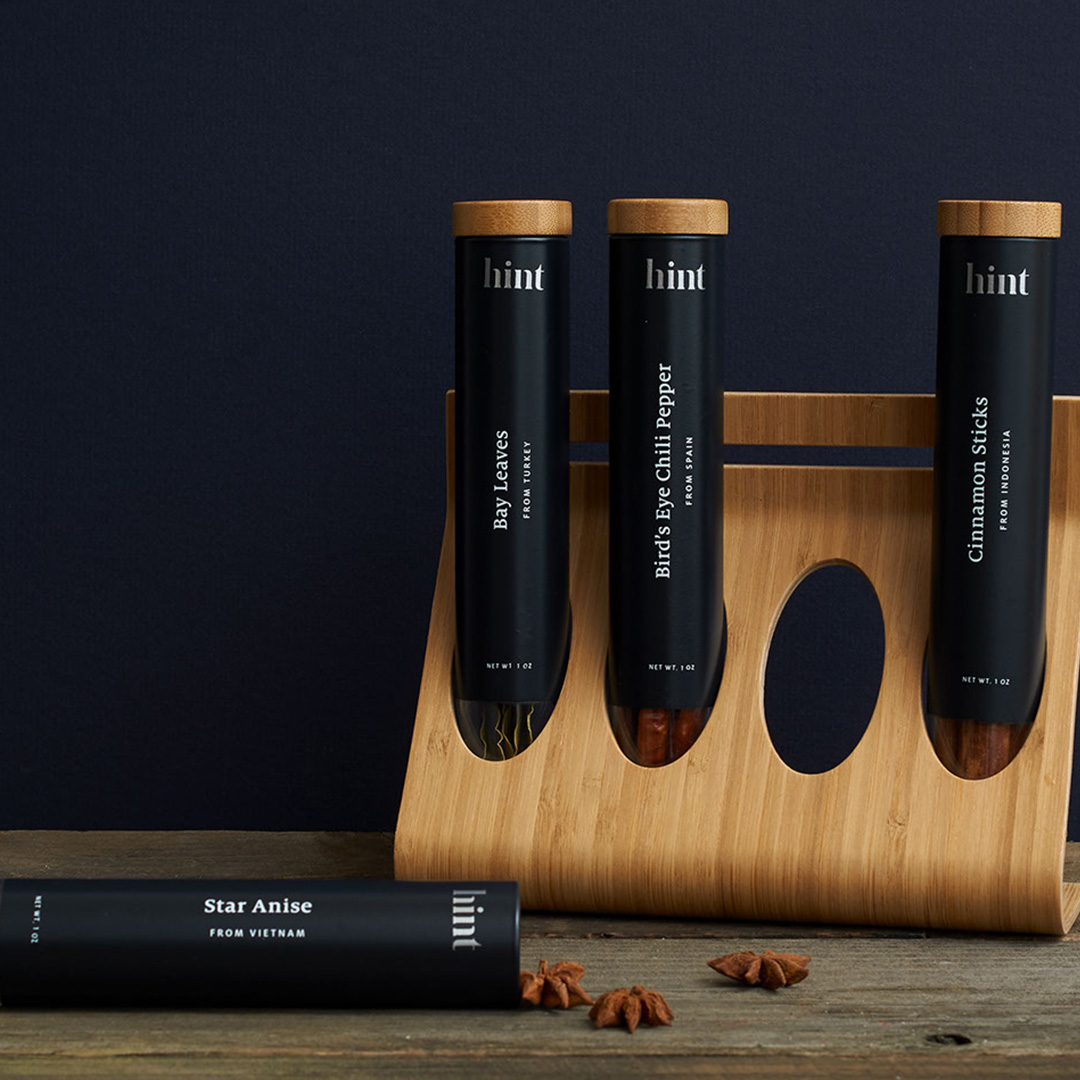 hint
Bay Leaves
FROM TURKEY
NET WT. 1 OZ
hint
Bird's Eye Chili Pepper
FROM SPAIN
NET WT. 1 OZ
hint
Cinnamon Sticks
FROM INDONESIA
NET WT. 1 OZ
hint
Star Anise
FROM VIETNAM
NET WT. 1 OZ